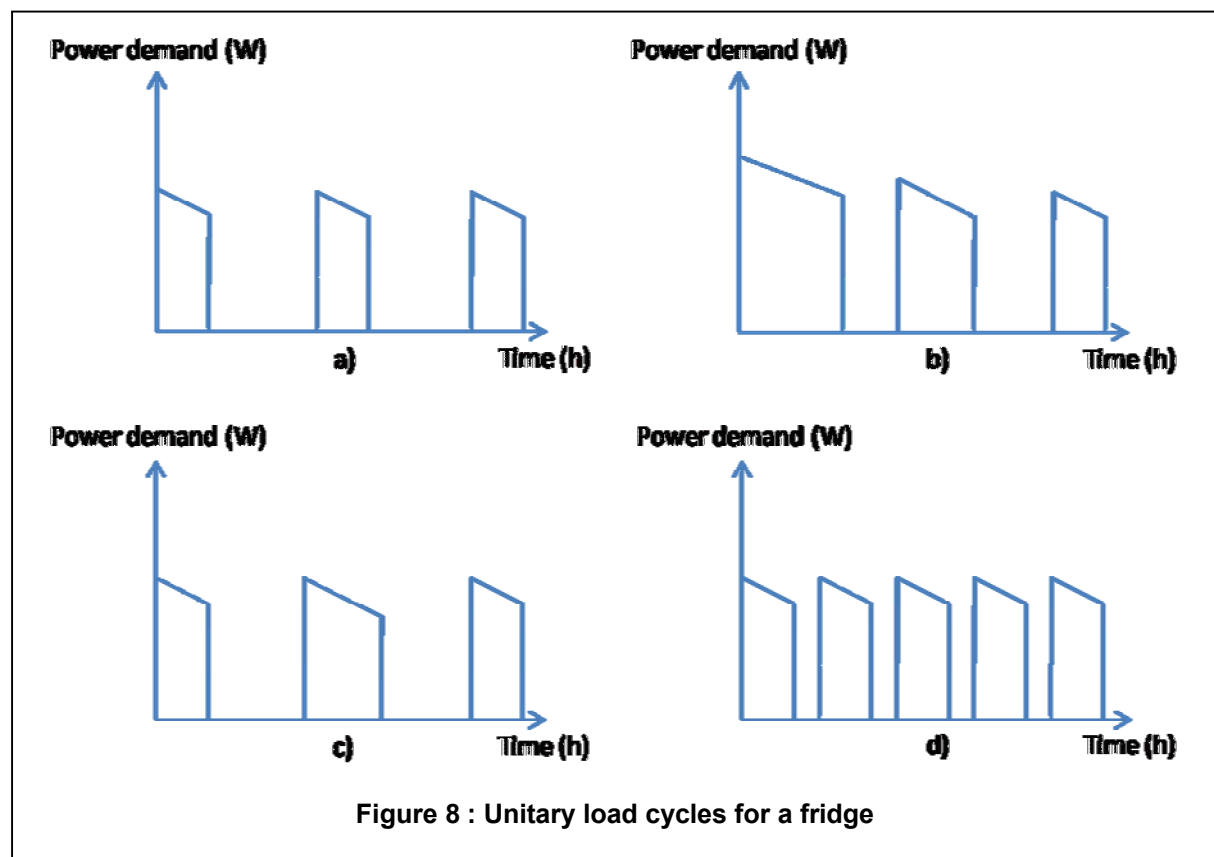 Power demand (W)
Power demand (W)
a)
Time (h)
b)
Time (h)
Power demand (W)
Power demand (W)
c)
Time (h)
d)
Time (h)
Figure 8 : Unitary load cycles for a fridge